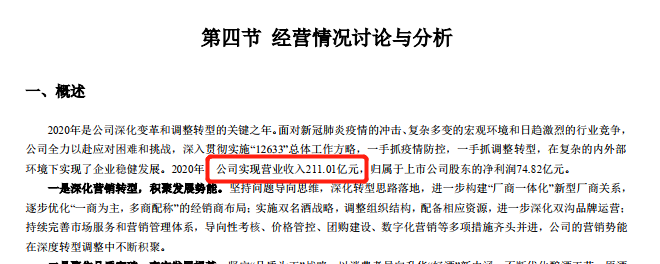 第四节 经营情况讨论与分析
一、概述
2020年是公司深化变革和调整转型的关键之年。面对新冠肺炎疫情的冲击、复杂多变的宏观环境和日趋激烈的行业竞争，
公司全力以赴应对困难和挑战，深入贯彻实施“12633”总体工作方略，一手抓疫情防控，一手抓调整转型，在复杂的内外部
环境下实现了企业稳健发展。2020年，公司实现营业收入211.01亿元，归属于上市公司股东的净利润74.82亿元。
一是深化营销转型，积聚发展势能。坚持问题导向思维，深化转型思路落地，进一步构建“厂商一体化”新型厂商关系，
逐步优化“一商为主，多商配称”的经销商布局；实施双名酒战略，调整组织结构，配备相应资源，进一步深化双沟品牌运营；
持续完善市场服务和营销管理体系，导向性考核、价格管控、团购建设、数字化营销等多项措施齐头并进，公司的营销势能
在深度转型调整中不断积聚。